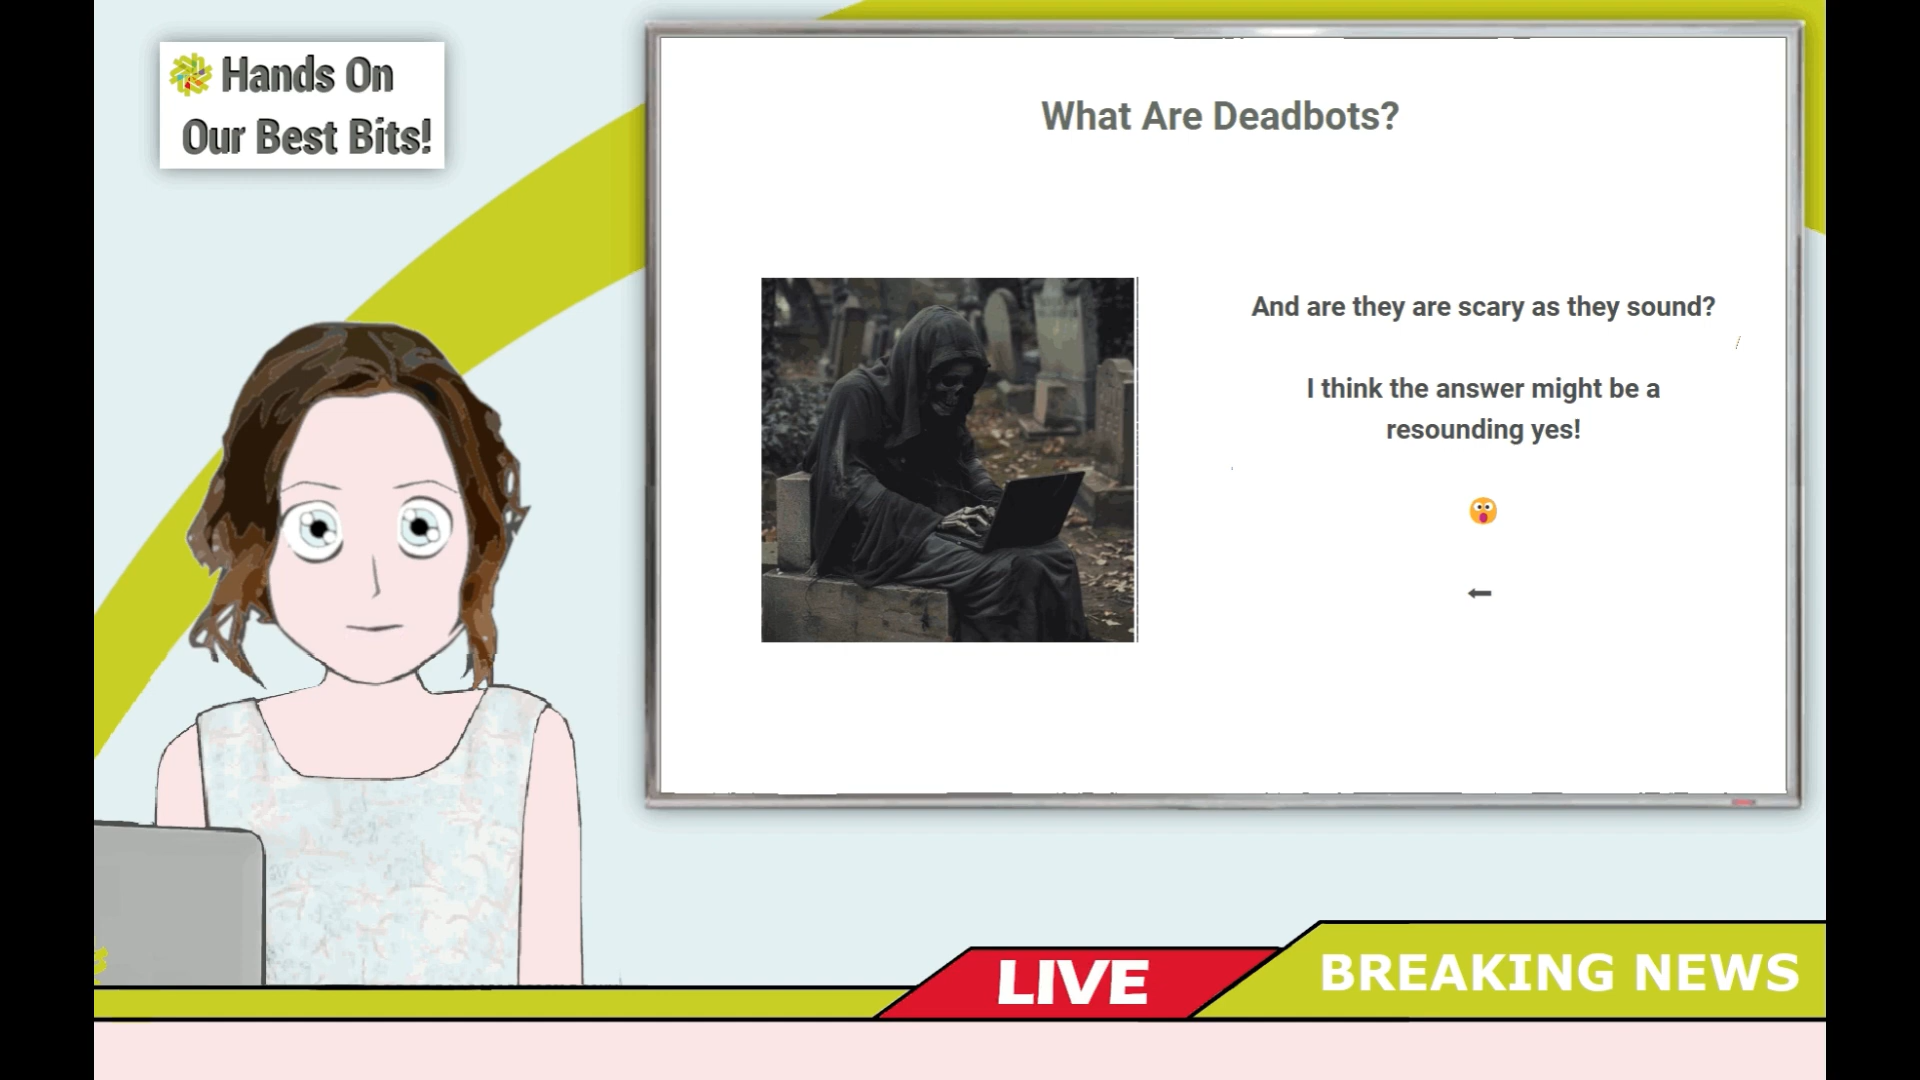 Hands On
Our Best Bits!
What Are Deadbots?
And are they are scary as they sound?
I think the answer might be a
resounding yes!
LIVE
BREAKING NEWS